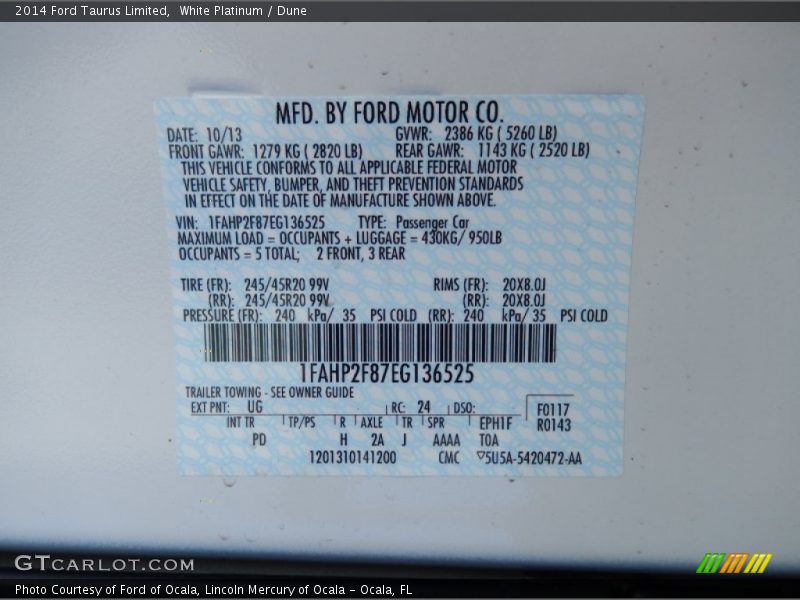 2014 Ford Taurus Limited,  White Platinum / Dune
MFD. BY FORD MOTOR CO.
DATE: 10/13 GVWR: 2386 KG ( 5260 LB)
FRONT GAWR: 1279 KG ( 2820 LB) REAR GAWR: 1143 KG ( 2520 LB)
THIS VEHICLE CONFORMS TO ALL APPLICABLE FEDERAL MOTOR
VEHICLE SAFETY, BUMPER, AND THEFT PREVENTION STANDARDS
IN EFFECT ON THE DATE OF MANUFACTURE SHOWN ABOVE.
VIN: 1FAHP2F87EG136525 TYPE: Passenger Car
MAXIMUM LOAD = OCCUPANTS + LUGGAGE = 430KG/ 950LB
OCCUPANTS = 5 TOTAL; 2 FRONT, 3 REAR
TIRE (FR): 245/45R20 99V RIMS (FR): 20X8.0J
(RR): 245/45R20 99V (RR): 20X8.0J
PRESSURE (FR): 240 kPa/ 35 PSI COLD (RR): 240 kPa/ 35 PSI COLD
1FAHP2F87EG136525
TRAILER TOWING - SEE OWNER GUIDE
EXT PNT: UG RC: 24 DSO: F0117
INT TR TP/PS R AXLE TR SPR EPH1F R0143
PD H 2A J AAAA T0A
1201310141200 CMC ▽5U5A-5420472-AA
GTCARLOT.COM
Photo Courtesy of Ford of Ocala, Lincoln Mercury of Ocala – Ocala, FL